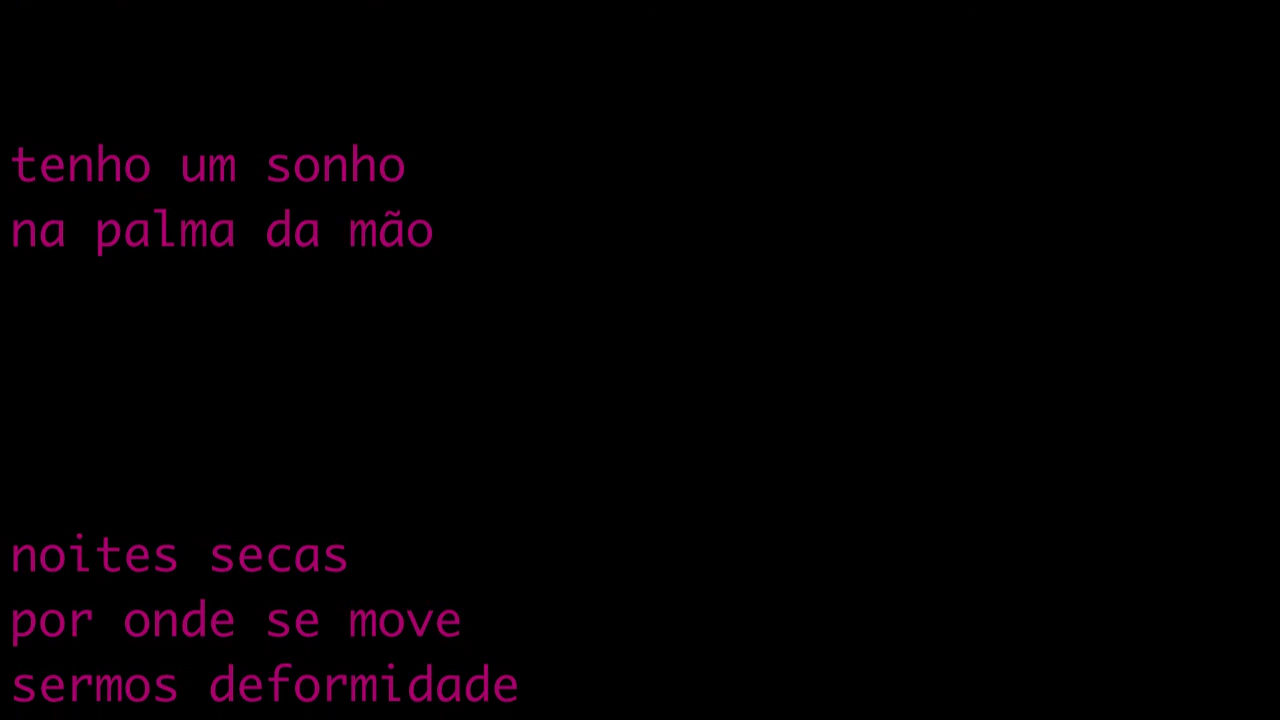 tenho um sonho
na palma da mão
noites secas
por onde se move
sermos deformidade